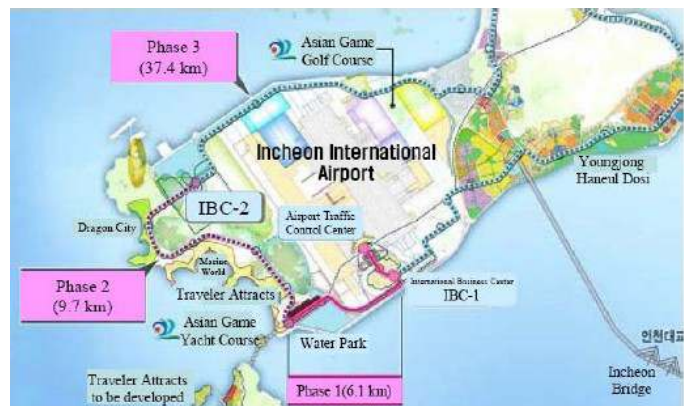 Phase 3
(37.4 km)
Asian Game
Golf Course
Incheon International
Airport
Youngjong
Haneul Dosi
IBC-2
Airport Traffic
Control Center
Dragon City
Marine
World
International Business Center
IBC-1
Phase 2
(9.7 km)
Traveler Attracts
Asian Game
Yacht Course
Water Park
인천대교
Incheon
Bridge
Traveler Attracts
to be developed
Phase 1(6.1 km)